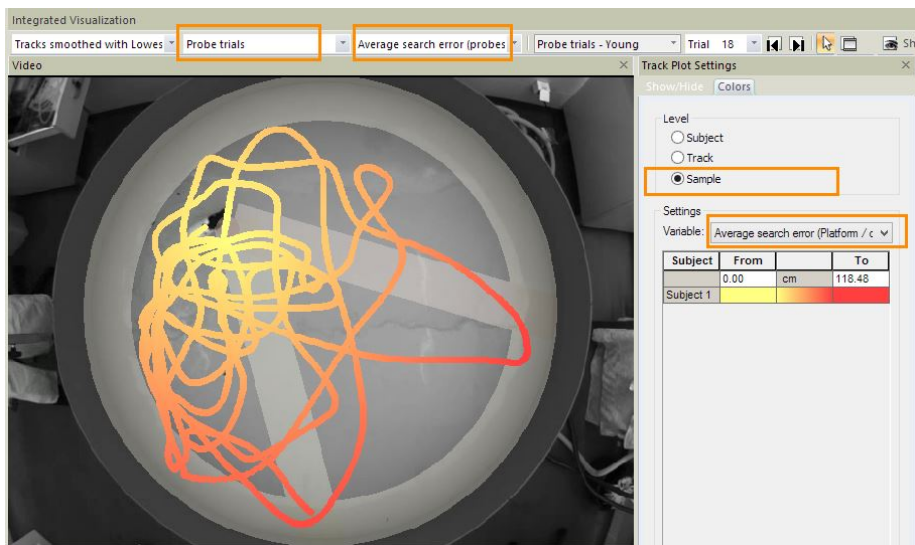 Integrated Visualization
Tracks smoothed with Lowes Probe trials Average search error (probes Probe trials - Young Trial 18 Sh
Video Track Plot Settings
Show/Hide Colors
Level
Subject
Track
Sample
Settings
Variable: Average search error (Platform / c
Subject From To
0.00 cm 118.48
Subject 1